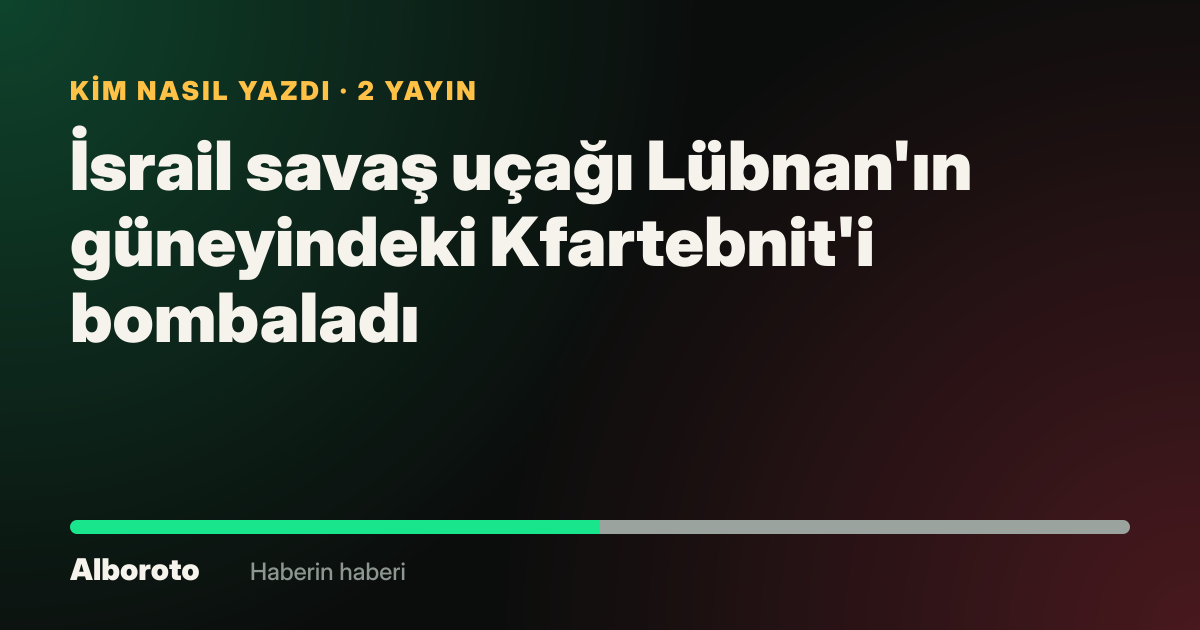 KİM NASIL YAZDI · 2 YAYIN
İsrail savaş uçağı Lübnan'ın
güneyindeki Kfartebnit'i
bombaladı
Alboroto
Haberin haberi